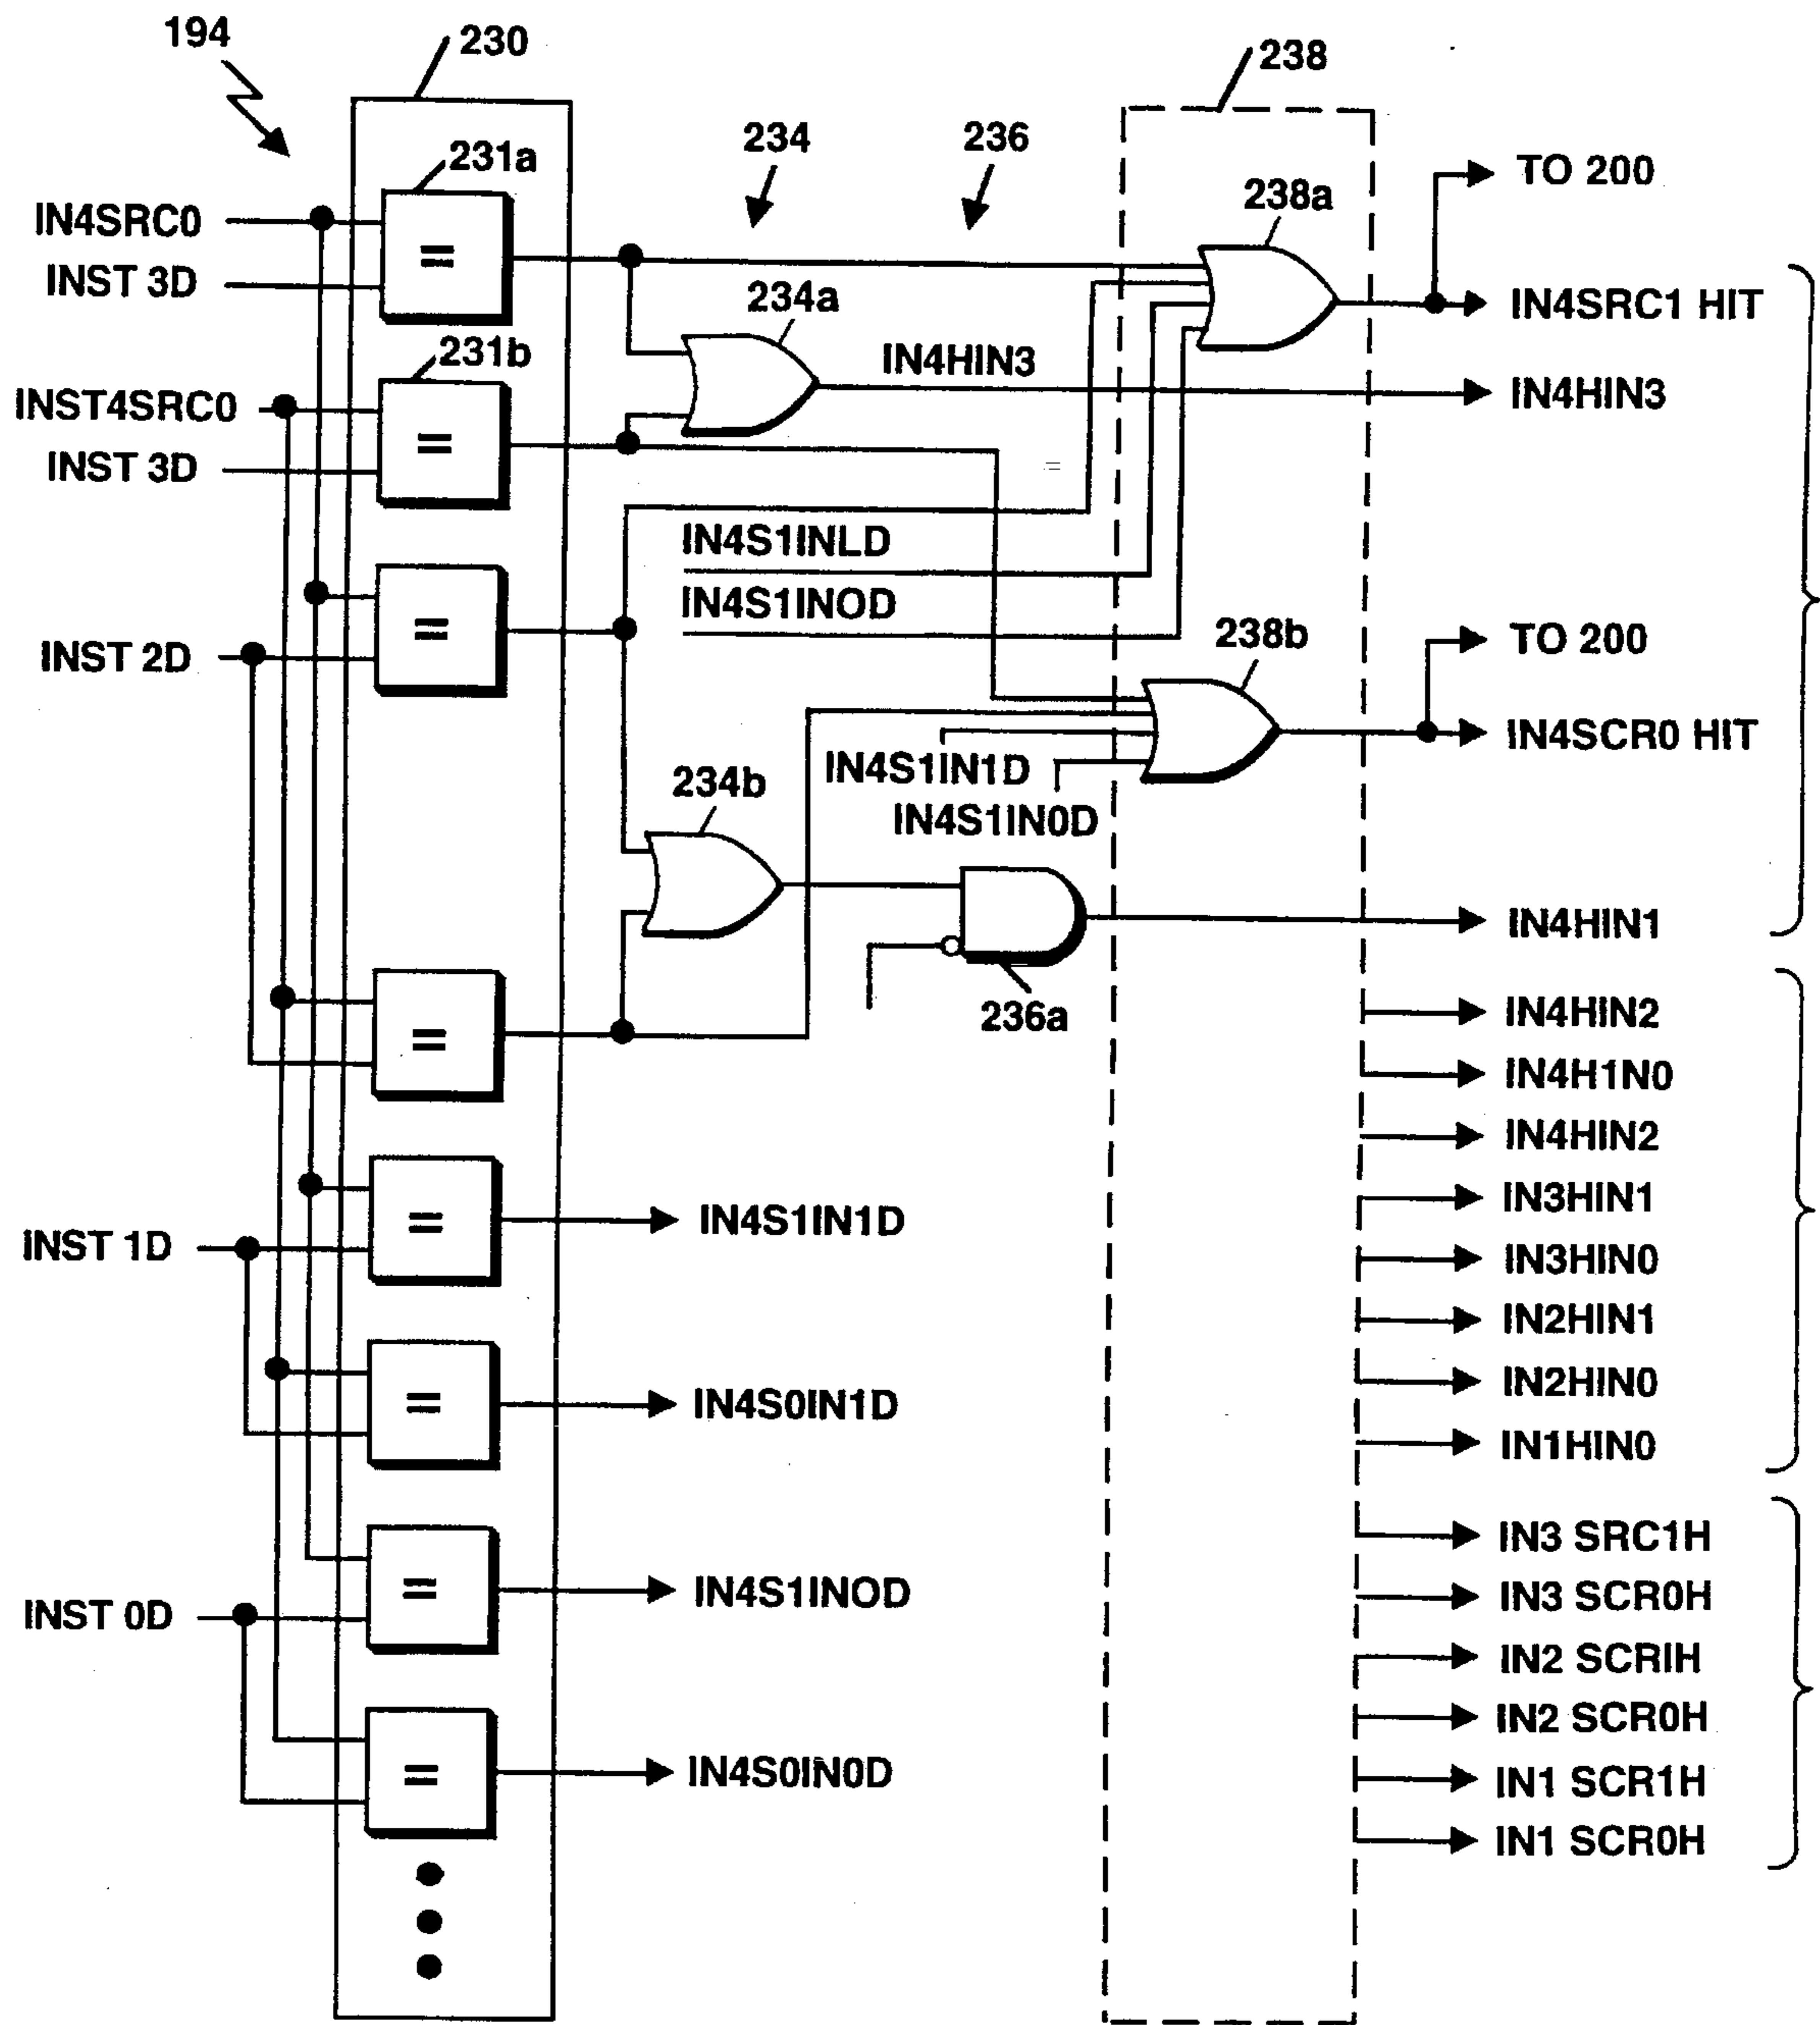 194
230
238
231a
234
236
238a
TO 200
IN4SRC0
=
INST 3D
234a
IN4SRC1 HIT
231b
IN4HIN3
IN4HIN3
INST4SRC0
=
INST 3D
=
IN4S1INLD
IN4S1INOD
=
INST 2D
238b
TO 200
IN4SCR0 HIT
IN4S1IN1D
234b
IN4S1IN0D
IN4HIN1
236a
=
IN4HIN2
IN4H1N0
IN4HIN2
IN3HIN1
=
IN4S1IN1D
INST 1D
IN3HIN0
IN2HIN1
IN2HIN0
=
IN4S0IN1D
IN1HIN0
IN3 SRC1H
=
IN4S1INOD
IN3 SCR0H
INST 0D
IN2 SCRIH
IN2 SCR0H
=
IN4S0IN0D
IN1 SCR1H
IN1 SCR0H